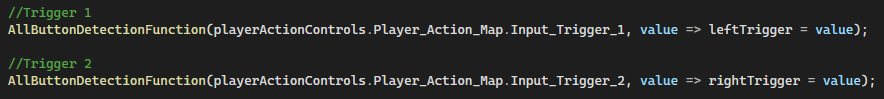 //Trigger 1
AllButtonDetectionFunction(playerActionControls.Player_Action_Map.Input_Trigger_1, value => leftTrigger = value);
//Trigger 2
AllButtonDetectionFunction(playerActionControls.Player_Action_Map.Input_Trigger_2, value => rightTrigger = value);